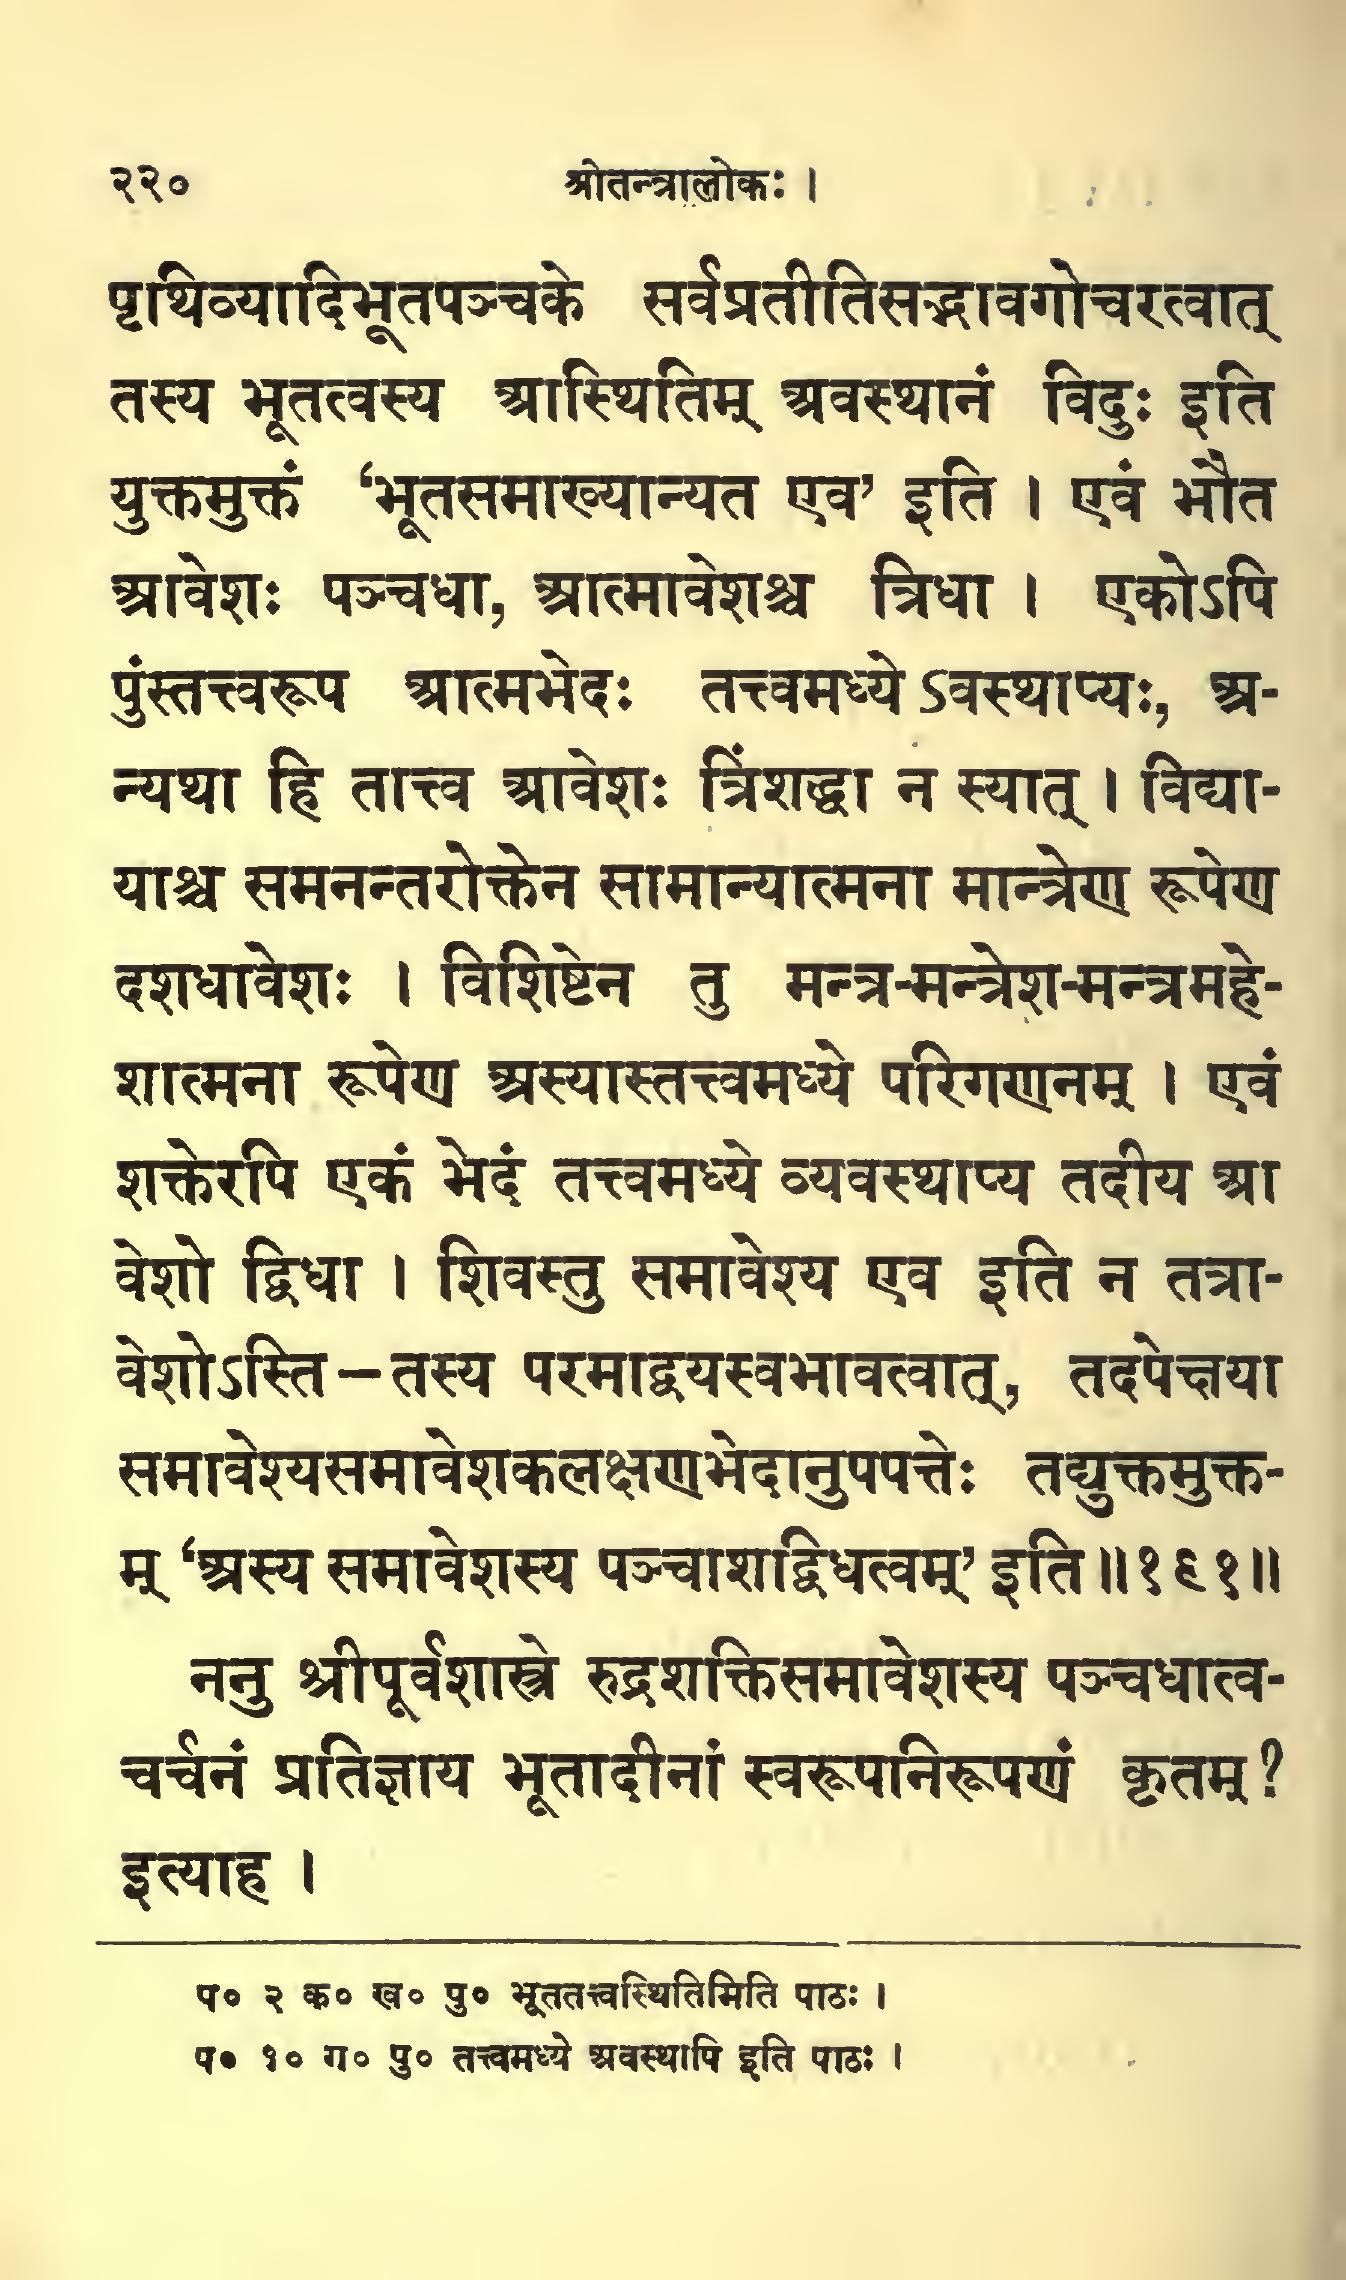 २२० श्रीतन्त्रालोकः ।
पृथिव्यादिभूतपञ्चके सर्वप्रतीतिसद्भावगोचरत्वात्
तस्य भूतत्वस्य आस्थितिम् अवस्थानं विदुः इति
युक्तमुक्तं ‘भूतसमाख्यान्यत एव’ इति । एवं भौत
आवेशः पञ्चधा, आत्मावेशश्च त्रिधा । एकोऽपि
पुंस्तत्त्वरूप आत्मभेदः तत्त्वमध्येऽवस्थाप्यः, अ-
न्यथा हि तात्त्व आवेशः त्रिंशद्धा न स्यात् । विद्या-
याश्च समनन्तरोक्तेन सामान्यात्मना मान्त्रेण रूपेण
दशधावेशः । विशिष्टेन तु मन्त्र-मन्त्रेश-मन्त्रमहे-
शात्मना रूपेण अस्यास्तत्त्वमध्ये परिगणनम् । एवं
शक्तेरपि एकं भेदं तत्त्वमध्ये व्यवस्थाप्य तदीय आ
वेशो द्विधा । शिवस्तु समावेश्य एव इति न तत्रा-
वेशोऽस्ति – तस्य परमाद्वयस्वभावत्वात्, तदपेक्षया
समावेश्यसमावेशकलक्षणभेदानुपपत्तेः तद्युक्तमुक्त-
म् ‘अस्य समावेशस्य पञ्चाशद्विधत्वम्’ इति ॥१९१॥
ननु श्रीपूर्वशास्त्रे रुद्रशक्तिसमावेशस्य पञ्चधात्व-
चर्चनं प्रतिज्ञाय भूतादीनां स्वरूपनिरूपणं कृतम् ?
इत्याह ।
प० २ क० ख० पु० भूततत्त्वस्थितिमिति पाठः ।
प० १० ग० पु० तत्त्वमध्ये अवस्थापि इति पाठः ।